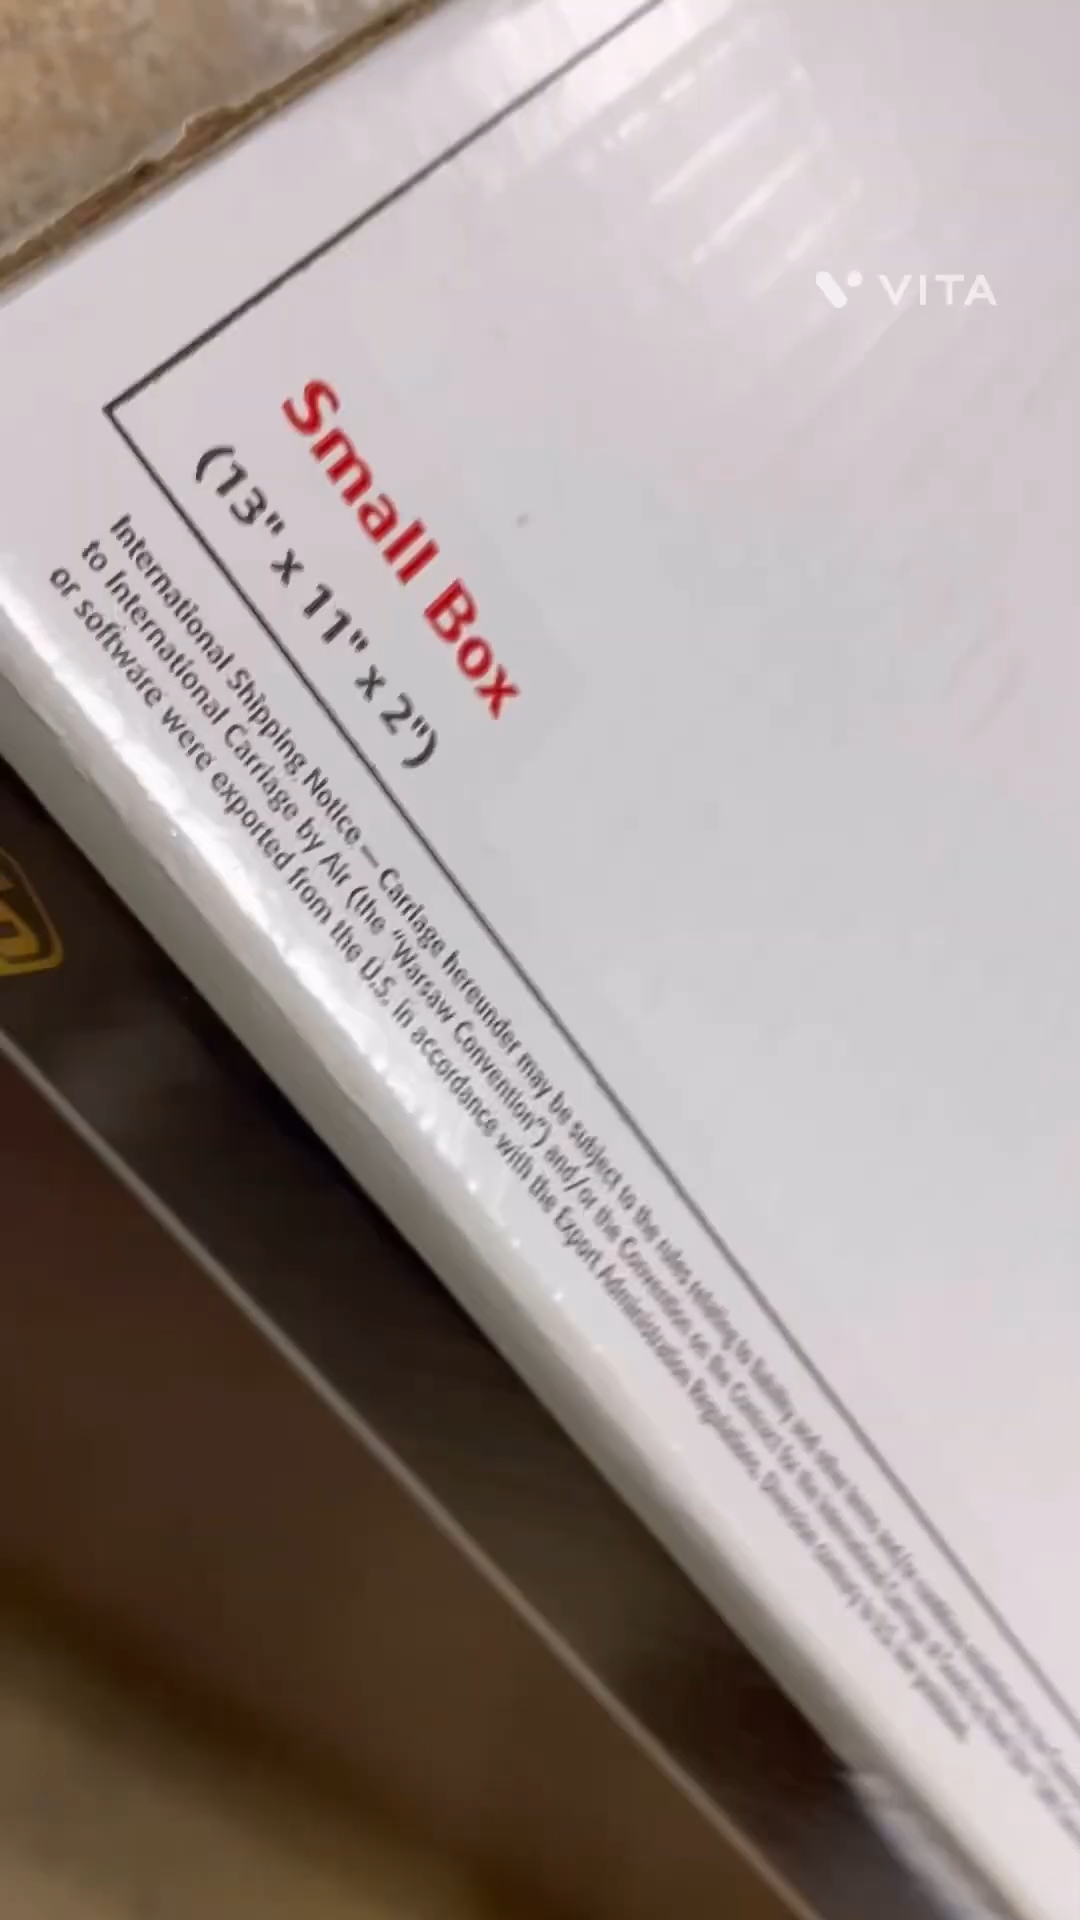 VITA
Small Box
(13" x 11" x 2")
International Shipping Notice — Carriage hereunder may be subject to the rules relating to liability and other terms and/or
to International Carriage by Air (the "Warsaw Convention") and/or the Convention on the Contract for the International Carriage
or software were exported from the U.S. in accordance with the Export Administration Regulations. Diversion contrary to U.S. law